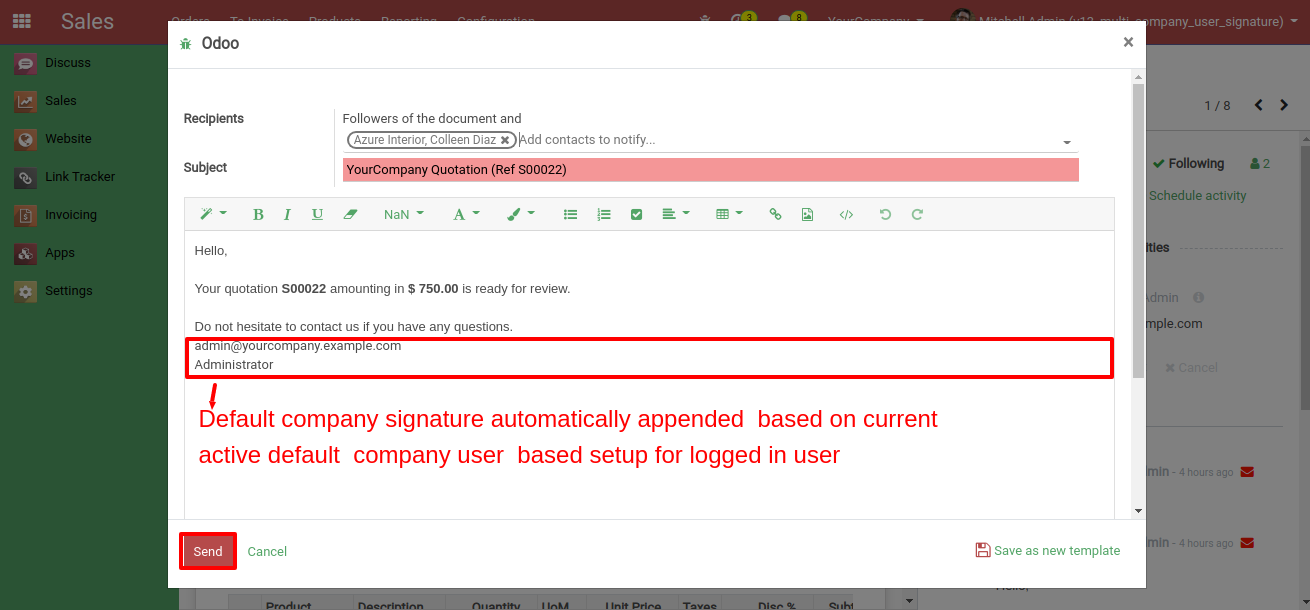 Sales
Orders To Invoice Products Reporting Configuration
3 8 YourCompany Mitchell Admin (v13_multi_company_user_signature)
Odoo
×
Discuss
Sales
Website
Link Tracker
Invoicing
Apps
Settings
1 / 8
Recipients
Followers of the document and
Azure Interior, Colleen Diaz Add contacts to notify...
Subject
YourCompany Quotation (Ref S00022)
Following 2
Schedule activity
B I U NaN A
Hello,
Your quotation S00022 amounting in $ 750.00 is ready for review.
Do not hesitate to contact us if you have any questions.
admin@yourcompany.example.com
Administrator
Default company signature automatically appended based on current
active default company user based setup for logged in user
ities
Admin
mple.com
Cancel
min - 4 hours ago
min - 4 hours ago
Send
Cancel
Save as new template
Hello,
Product Description Quantity UoM Unit Price Taxes Disc.% Subt